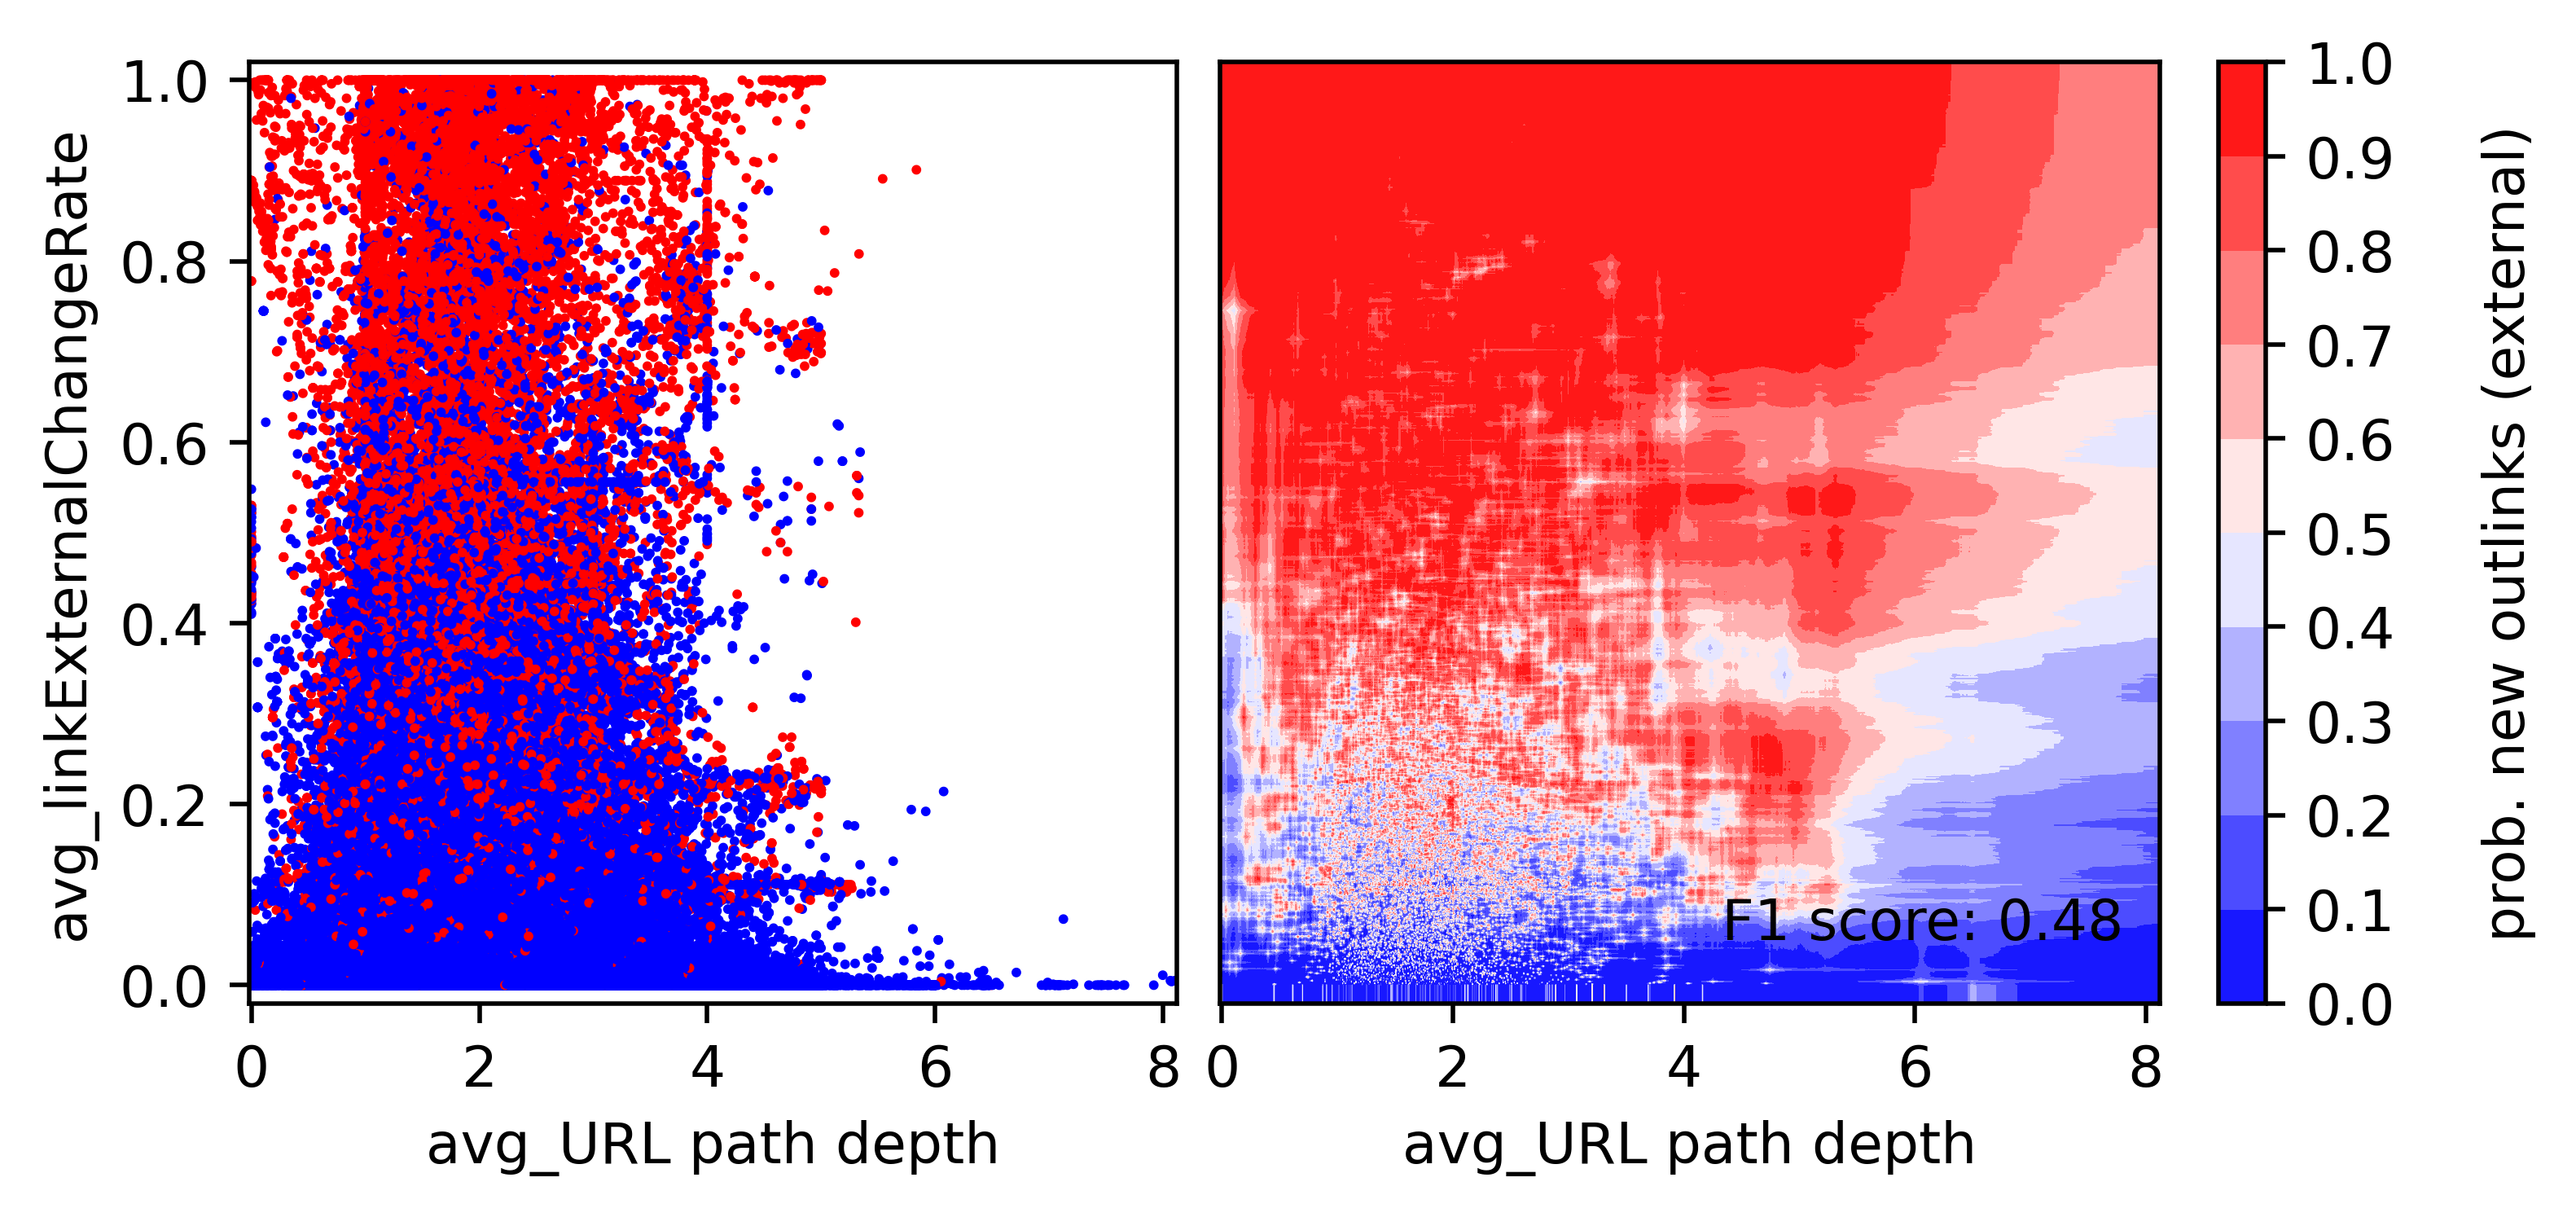 avg_linkExternalChangeRate
1.0
0.8
0.6
0.4
0.2
0.0
0 2 4 6 8
avg_URL path depth
F1 score: 0.48
0 2 4 6 8
avg_URL path depth
1.0
0.9
0.8
0.7
0.6
0.5
0.4
0.3
0.2
0.1
0.0
prob. new outlinks (external)